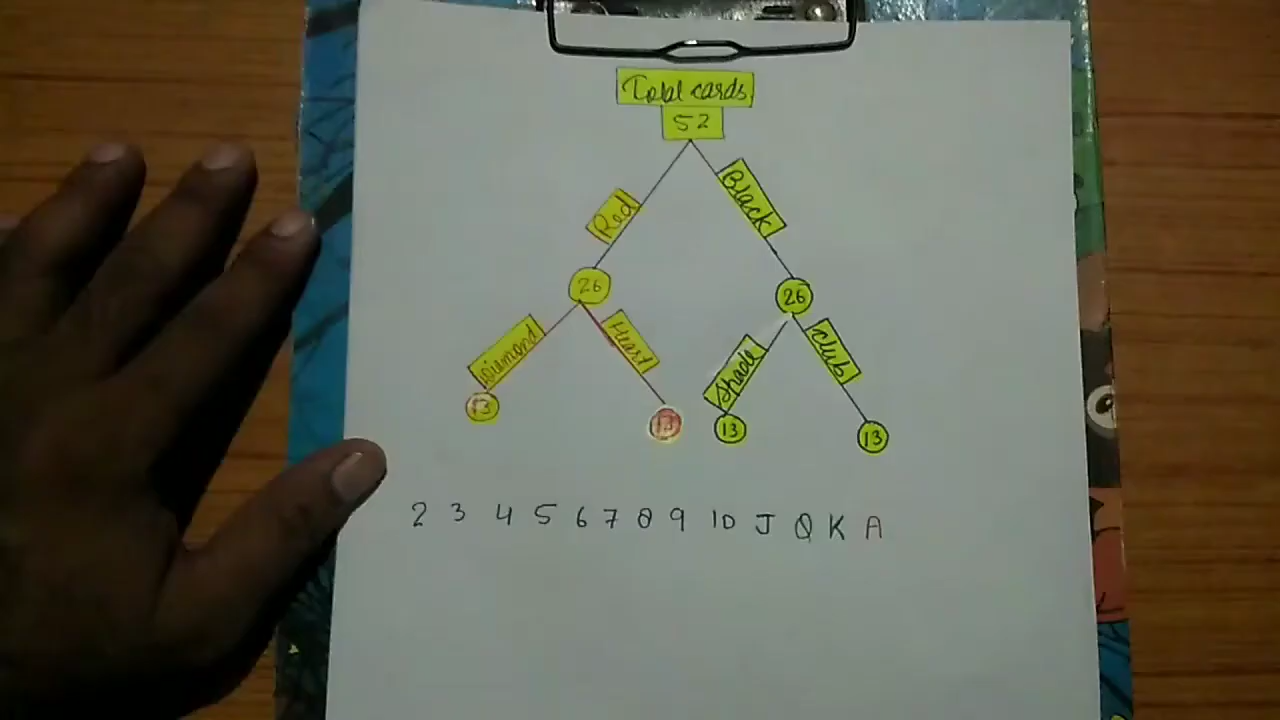 Total cards
52
Red
Black
26
26
Diamond
Heart
Shade
Club
13
13
13
13
2 3 4 5 6 7 8 9 10 J Q K A